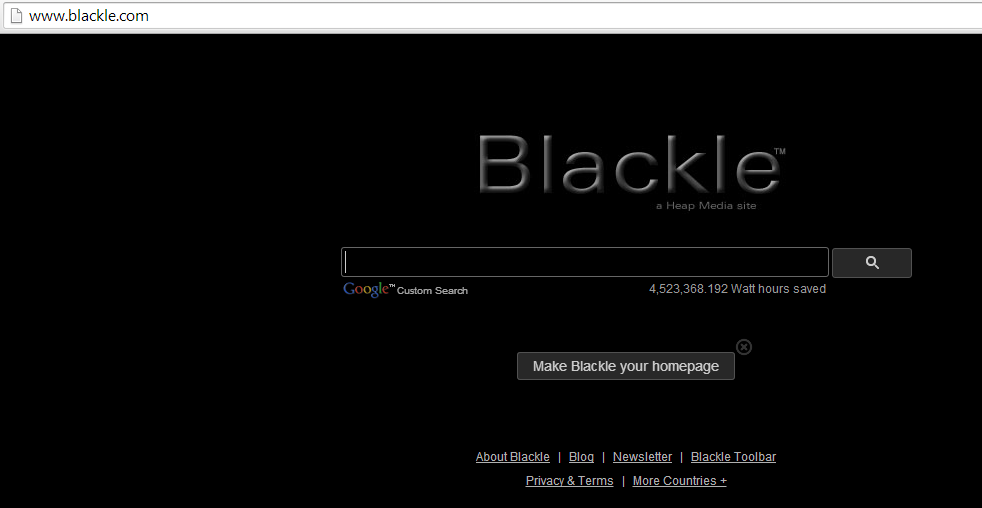 www.blackle.com
Blackle™
a Heap Media site
Google™ Custom Search 4,523,368.192 Watt hours saved
Make Blackle your homepage
About Blackle | Blog | Newsletter | Blackle Toolbar
Privacy & Terms | More Countries +